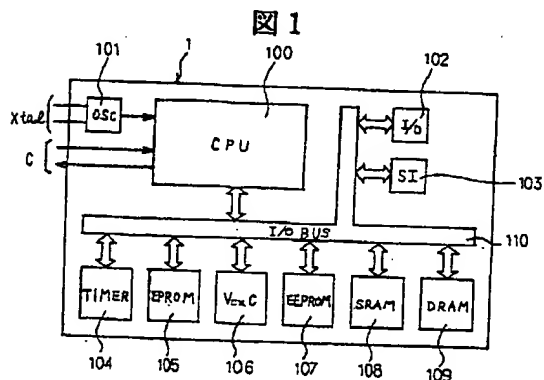 図1
101
1
100
102
Xtal
OSC
CPU
I/O
C
SI
103
I/O BUS
110
TIMER
EPROM
VEX C
EEPROM
SRAM
DRAM
104
105
106
107
108
109